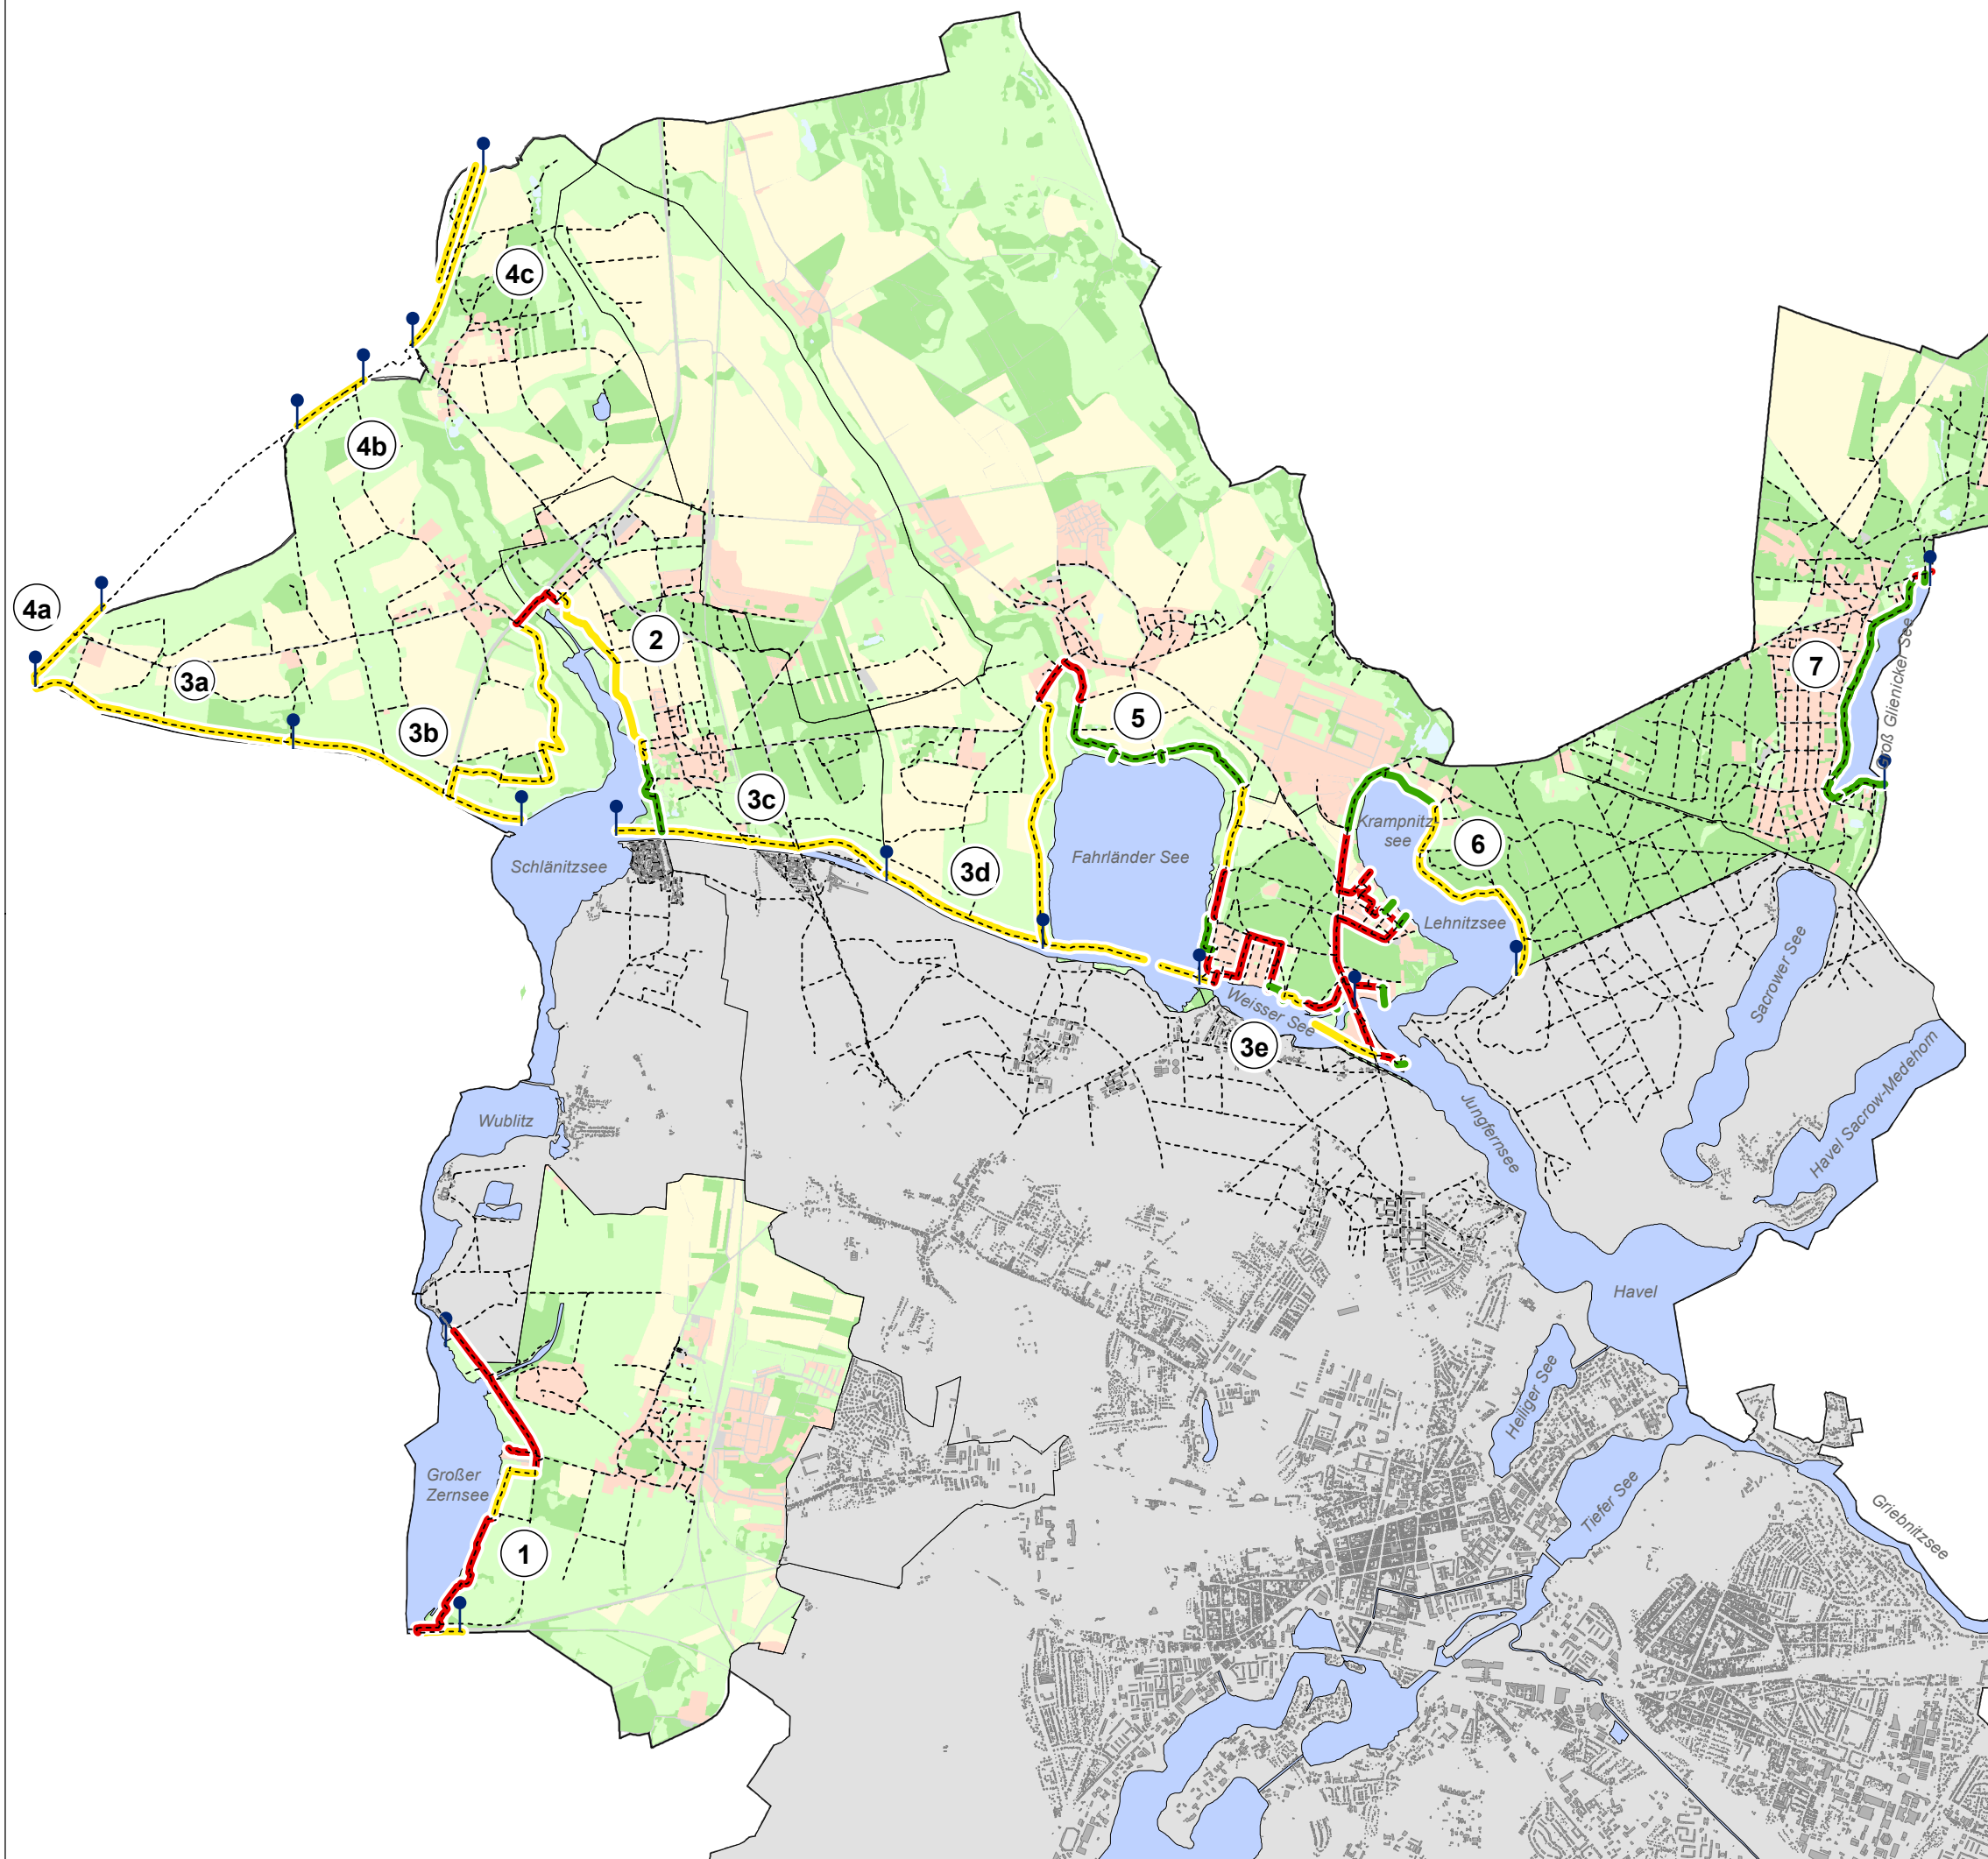 4c
4b
4a
2
3a
7
5
3b
Groß Glienicker See
3c
Krampnitz-
see
6
Fahrländer See
Schlänitzsee
3d
Lehnitzsee
Sacrower See
Weisser See
3e
Havel Sacrow-Medehorn
Wublitz
Jungfernsee
Havel
Heiliger See
Großer
Zernsee
Tiefer See
Griebnitzsee
1